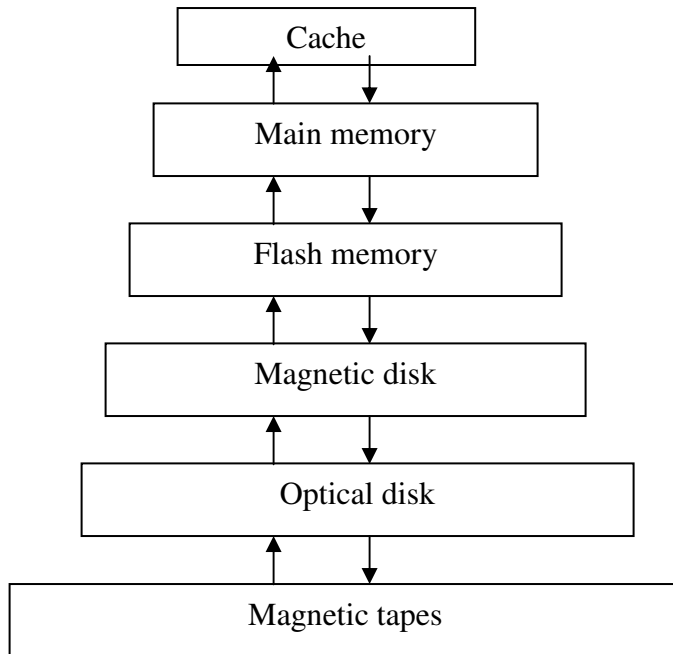 Cache
Main memory
Flash memory
Magnetic disk
Optical disk
Magnetic tapes